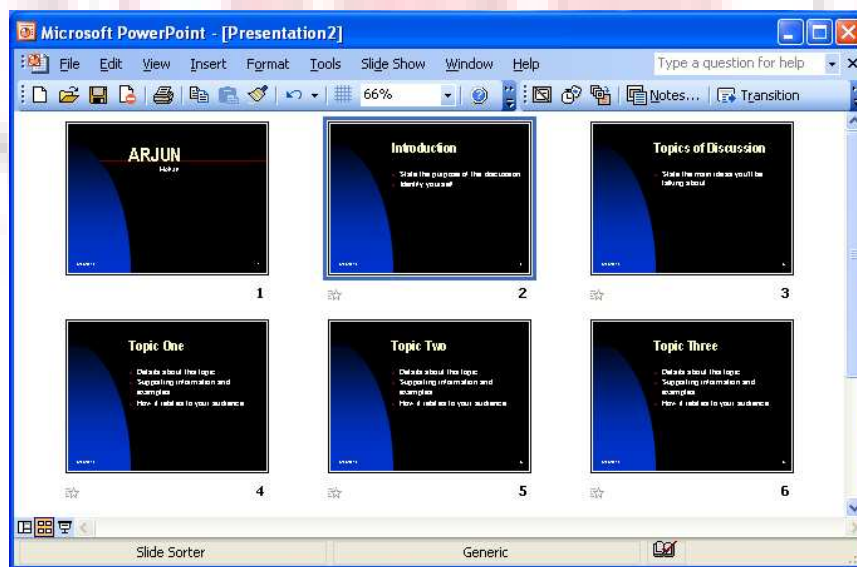 Microsoft PowerPoint - [Presentation2]
File Edit View Insert Format Tools Slide Show Window Help Type a question for help
66% Notes... Transition
ARJUN
Introduction
State the purpose of the discussion
Identify yourself
Topics of Discussion
State the main ideas you'll be
talking about
1 2 3
Topic One
Details about this topic
Supporting information and
examples
How it relates to your audience
Topic Two
Details about this topic
Supporting information and
examples
How it relates to your audience
Topic Three
Details about this topic
Supporting information and
examples
How it relates to your audience
4 5 6
Slide Sorter Generic